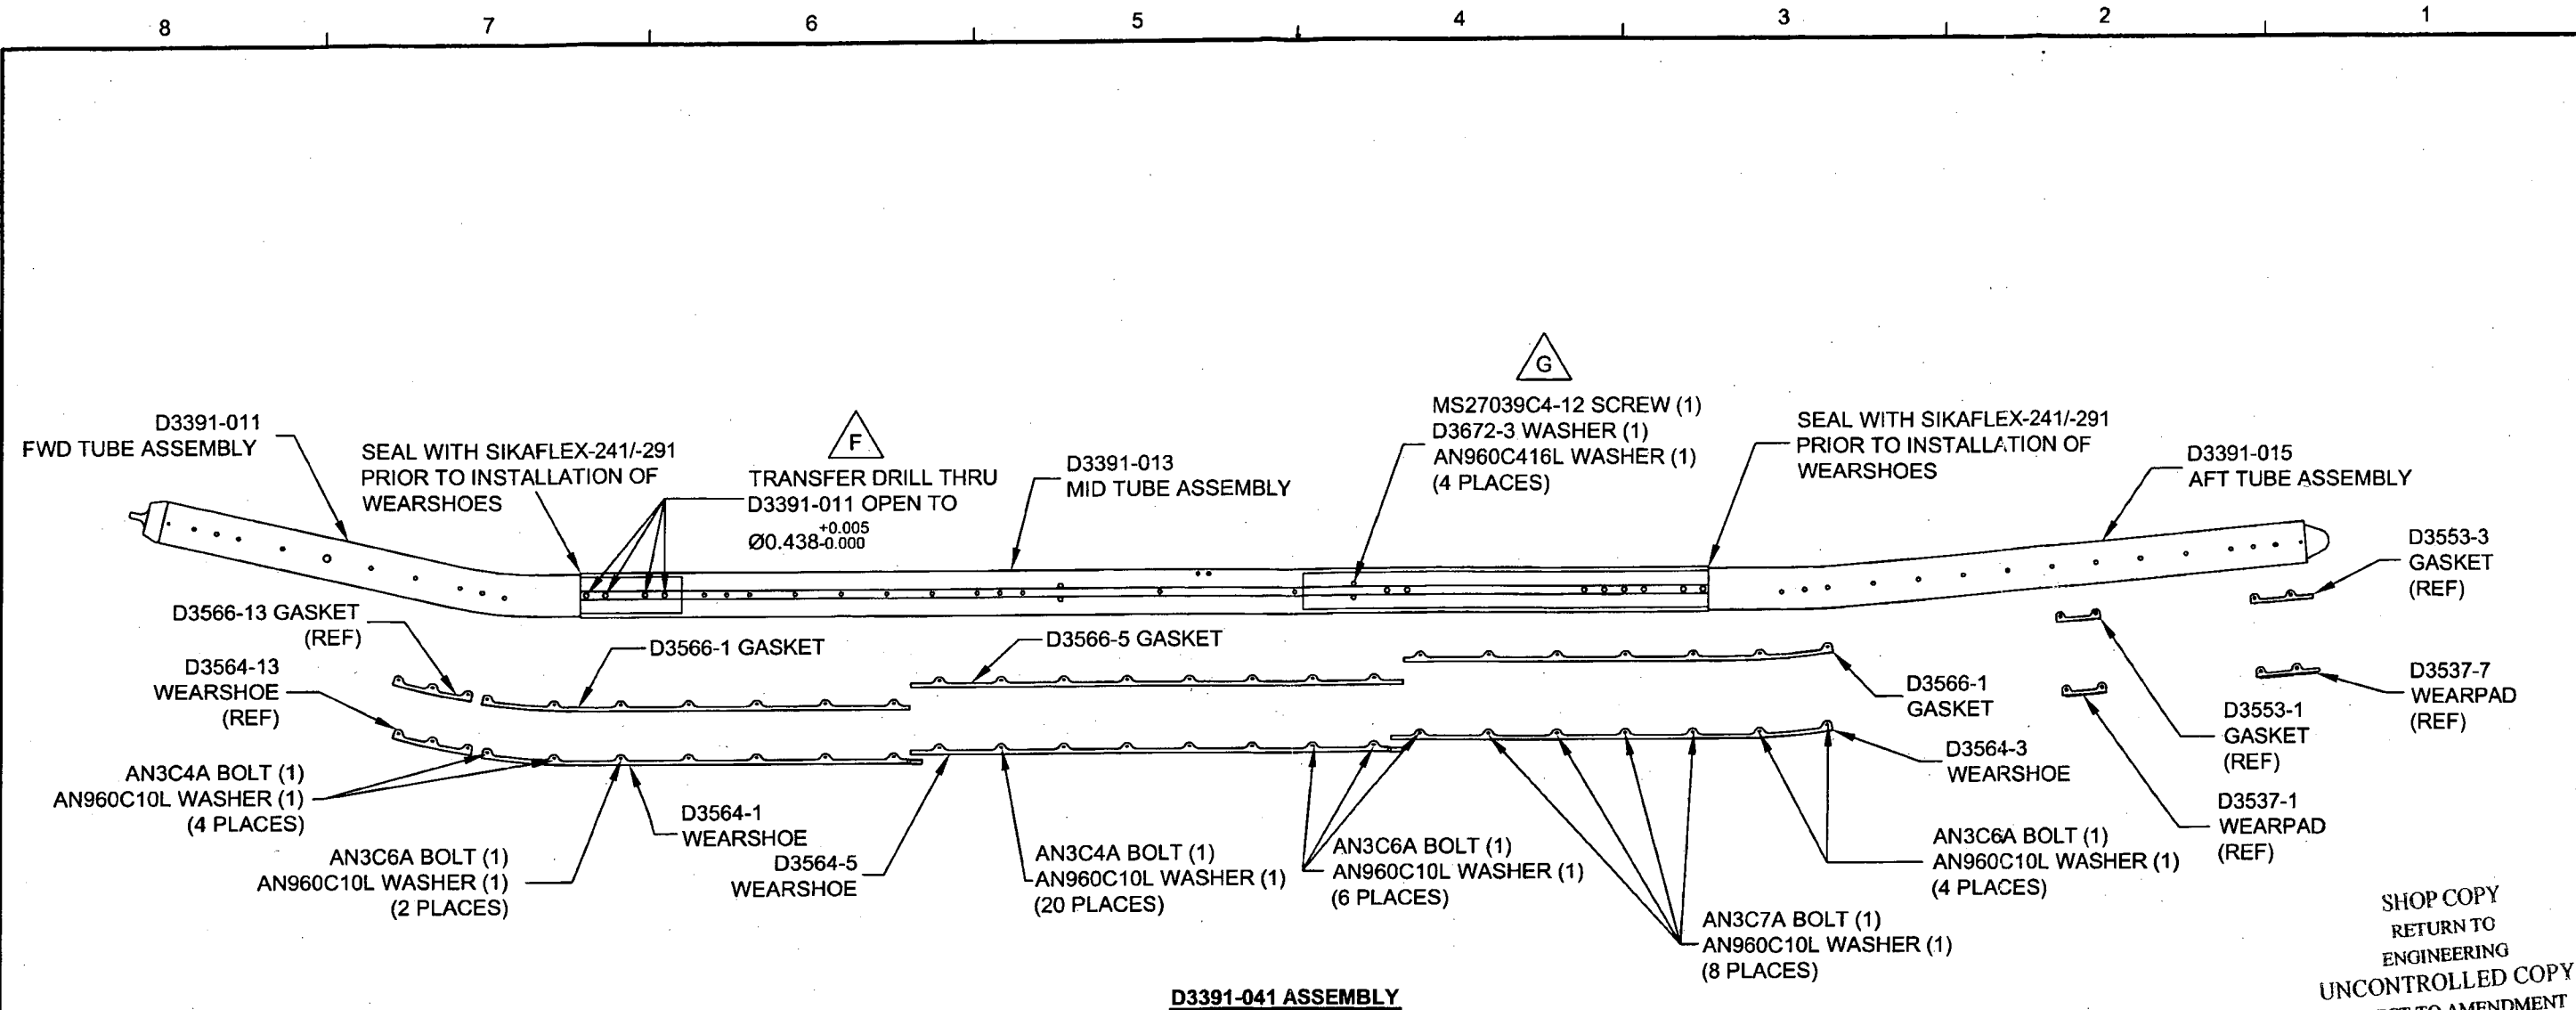 8 7 6 5 4 3 2 1
G
MS27039C4-12 SCREW (1)
D3672-3 WASHER (1)
AN960C416L WASHER (1)
(4 PLACES)
D3391-011
FWD TUBE ASSEMBLY
SEAL WITH SIKAFLEX-241/-291
PRIOR TO INSTALLATION OF
WEARSHOES
F
TRANSFER DRILL THRU
D3391-011 OPEN TO
Ø0.438 +0.005
-0.000
D3391-013
MID TUBE ASSEMBLY
SEAL WITH SIKAFLEX-241/-291
PRIOR TO INSTALLATION OF
WEARSHOES
D3391-015
AFT TUBE ASSEMBLY
D3553-3
GASKET
(REF)
D3566-13 GASKET
(REF)
D3566-1 GASKET
D3566-5 GASKET
D3564-13
WEARSHOE
(REF)
D3566-1
GASKET
D3553-1
GASKET
(REF)
D3537-7
WEARPAD
(REF)
AN3C4A BOLT (1)
AN960C10L WASHER (1)
(4 PLACES)
D3564-1
WEARSHOE
D3564-3
WEARSHOE
D3537-1
WEARPAD
(REF)
AN3C6A BOLT (1)
AN960C10L WASHER (1)
(2 PLACES)
D3564-5
WEARSHOE
AN3C4A BOLT (1)
AN960C10L WASHER (1)
(20 PLACES)
AN3C6A BOLT (1)
AN960C10L WASHER (1)
(6 PLACES)
AN3C6A BOLT (1)
AN960C10L WASHER (1)
(4 PLACES)
AN3C7A BOLT (1)
AN960C10L WASHER (1)
(8 PLACES)
SHOP COPY
RETURN TO
ENGINEERING
UNCONTROLLED COPY
TO AMENDMENT
D3391-041 ASSEMBLY